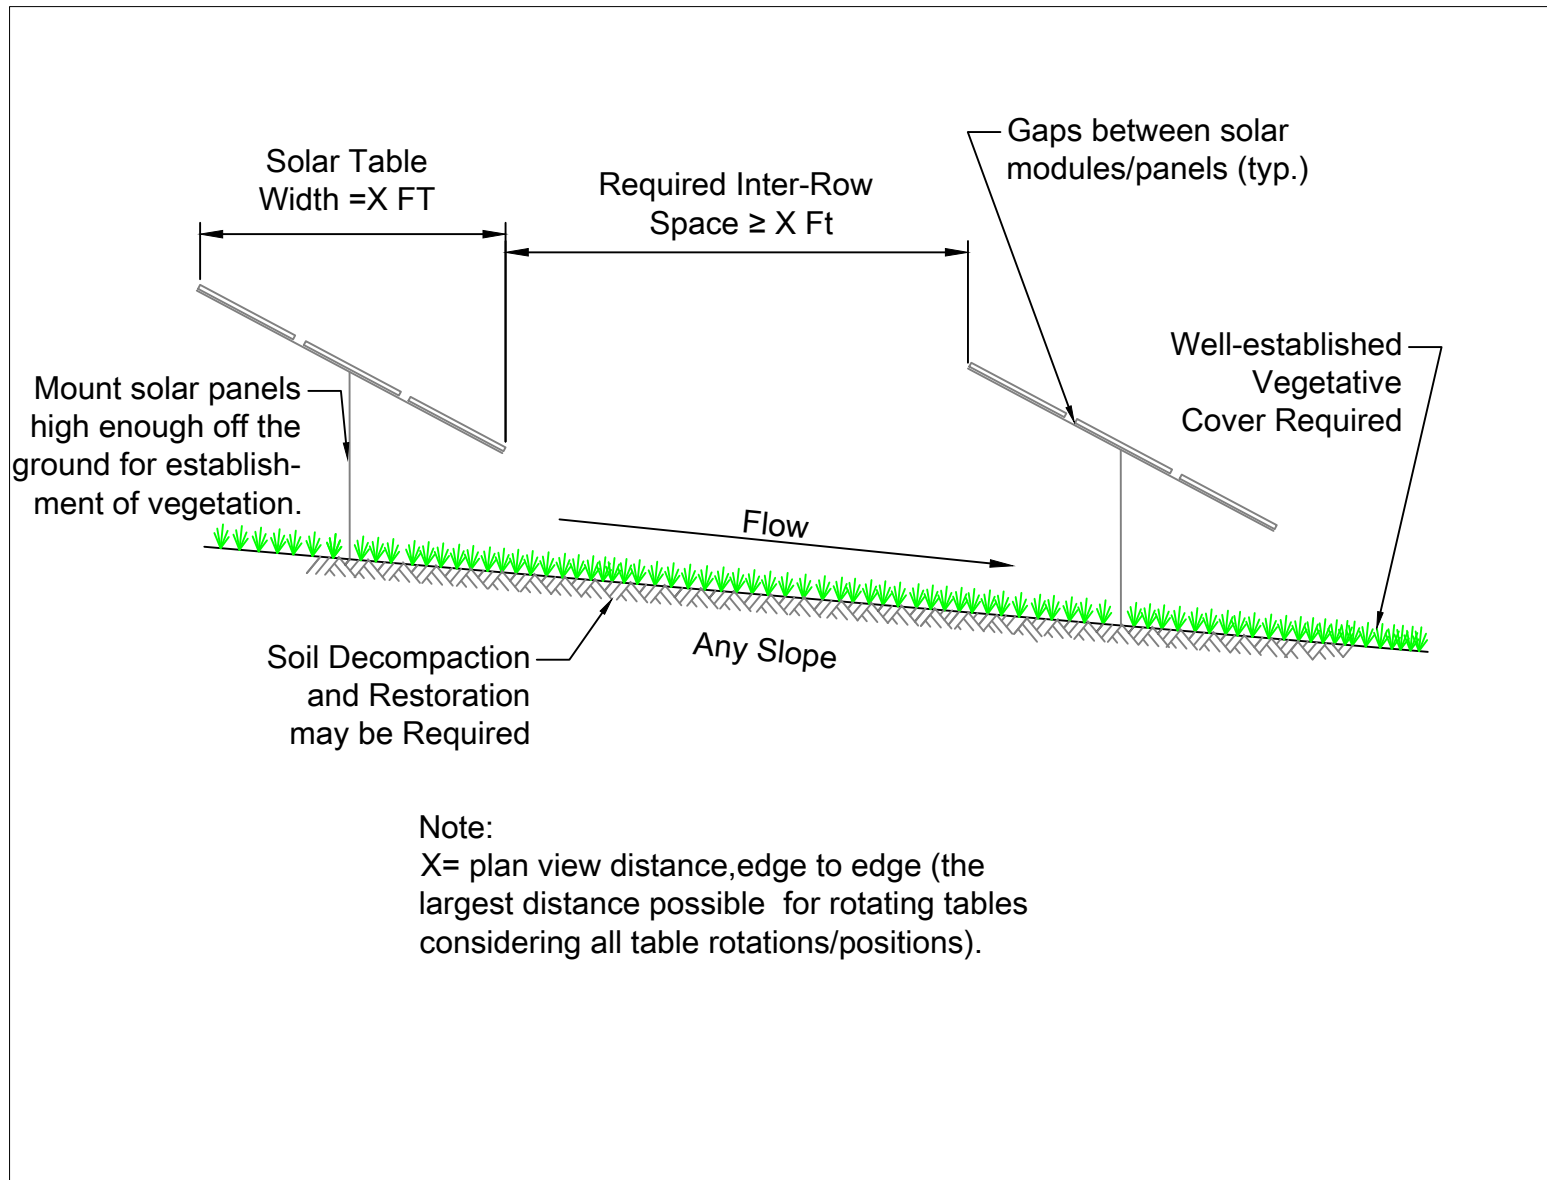 Solar Table
Width =X FT
Required Inter-Row
Space ≥ X Ft
Gaps between solar
modules/panels (typ.)
Well-established
Vegetative
Cover Required
Mount solar panels
high enough off the
ground for establish-
ment of vegetation.
Flow
Any Slope
Soil Decompaction
and Restoration
may be Required
Note:
X= plan view distance,edge to edge (the
largest distance possible  for rotating tables
considering all table rotations/positions).